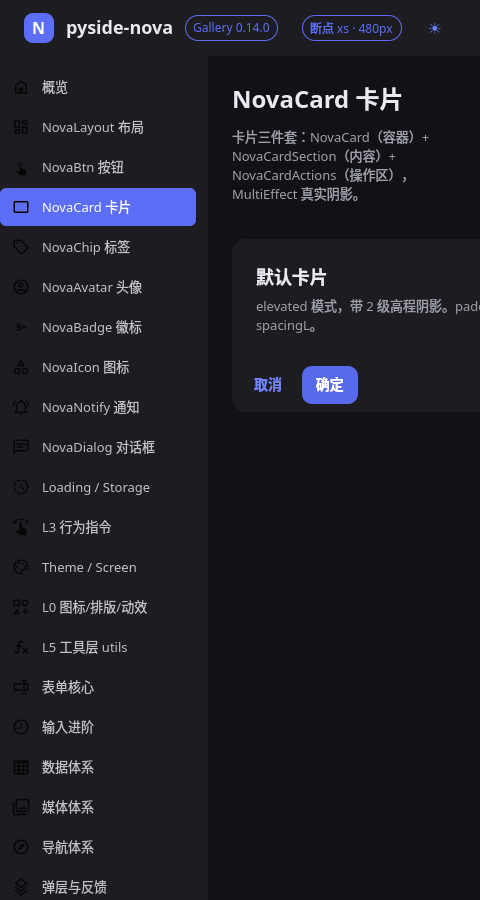 N pyside-nova Gallery 0.14.0 断点 xs · 480px
概览
NovaLayout 布局
NovaBtn 按钮
NovaCard 卡片
NovaChip 标签
NovaAvatar 头像
9+ NovaBadge 徽标
NovaIcon 图标
NovaNotify 通知
NovaDialog 对话框
Loading / Storage
L3 行为指令
Theme / Screen
L0 图标/排版/动效
L5 工具层 utils
表单核心
输入进阶
数据体系
媒体体系
导航体系
弹层与反馈
NovaCard 卡片
卡片三件套：NovaCard（容器）+
NovaCardSection（内容）+
NovaCardActions（操作区），
MultiEffect 真实阴影。
默认卡片
elevated 模式，带 2 级高程阴影。
spacingL。
取消 确定